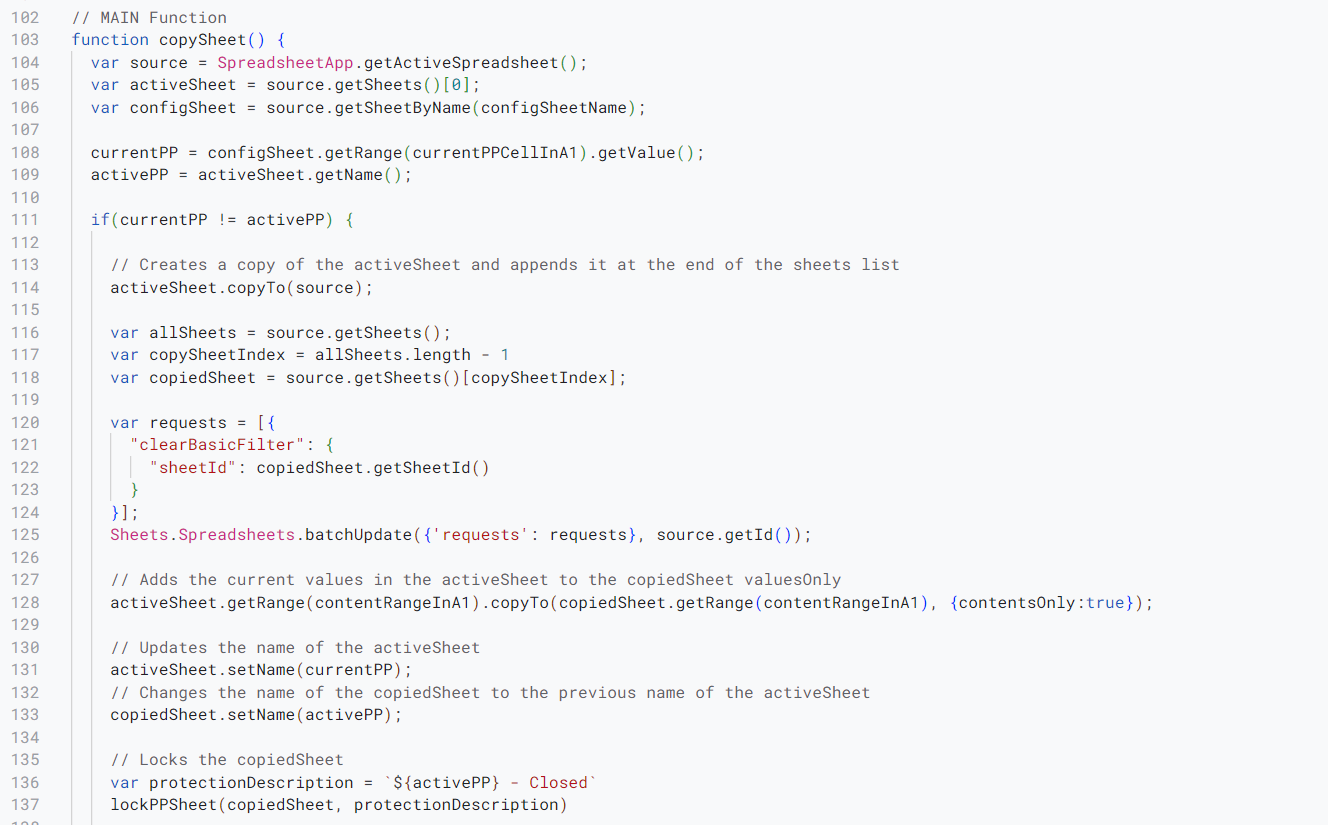 102 // MAIN Function
103 function copySheet() {
104 var source = SpreadsheetApp.getActiveSpreadsheet();
105 var activeSheet = source.getSheets()[0];
106 var configSheet = source.getSheetByName(configSheetName);
107
108 currentPP = configSheet.getRange(currentPPCellInA1).getValue();
109 activePP = activeSheet.getName();
110
111 if(currentPP != activePP) {
112
113 // Creates a copy of the activeSheet and appends it at the end of the sheets list
114 activeSheet.copyTo(source);
115
116 var allSheets = source.getSheets();
117 var copySheetIndex = allSheets.length - 1
118 var copiedSheet = source.getSheets()[copySheetIndex];
119
120 var requests = [{
121 "clearBasicFilter": {
122 "sheetId": copiedSheet.getSheetId()
123 }
124 }];
125 Sheets.Spreadsheets.batchUpdate({'requests': requests}, source.getId());
126
127 // Adds the current values in the activeSheet to the copiedSheet valuesOnly
128 activeSheet.getRange(contentRangeInA1).copyTo(copiedSheet.getRange(contentRangeInA1), {contentsOnly:true});
129
130 // Updates the name of the activeSheet
131 activeSheet.setName(currentPP);
132 // Changes the name of the copiedSheet to the previous name of the activeSheet
133 copiedSheet.setName(activePP);
134
135 // Locks the copiedSheet
136 var protectionDescription = `${activePP} - Closed`
137 lockPPSheet(copiedSheet, protectionDescription)